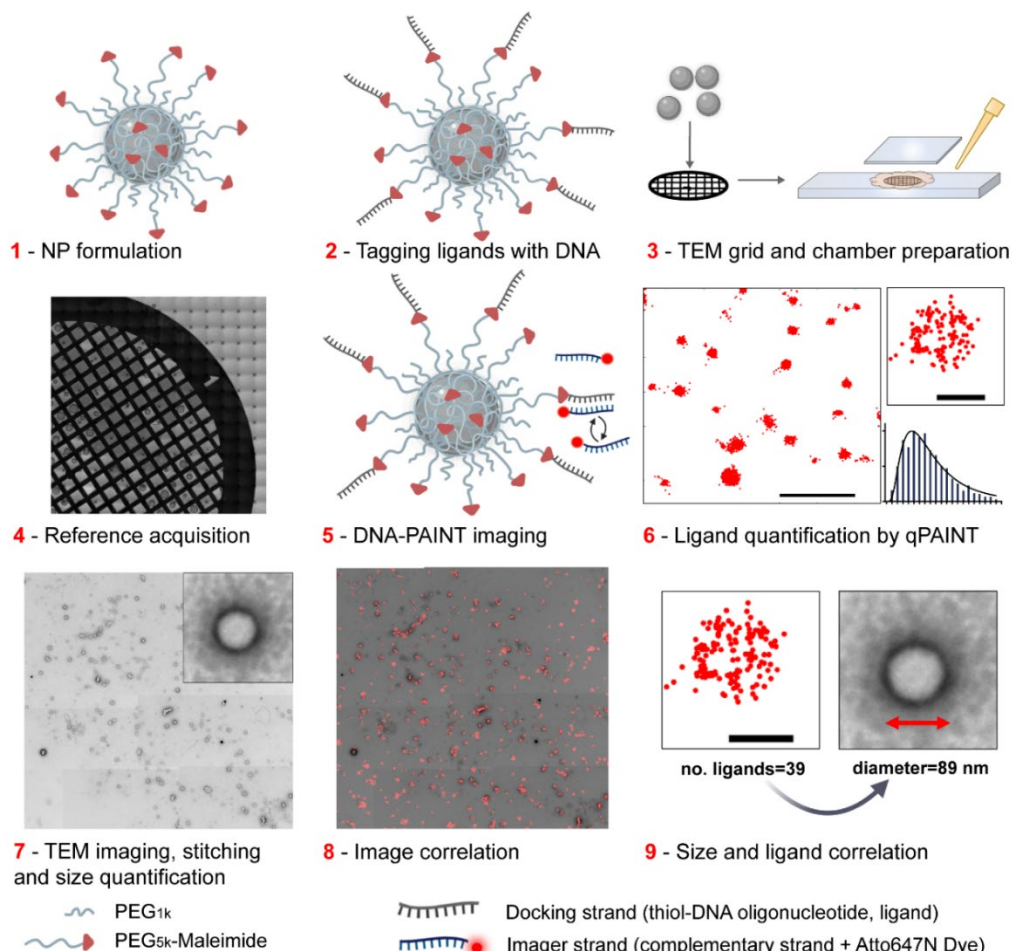 1 - NP formulation
2 - Tagging ligands with DNA
3 - TEM grid and chamber preparation
4 - Reference acquisition
5 - DNA-PAINT imaging
6 - Ligand quantification by qPAINT
no. ligands=39
diameter=89 nm
7 - TEM imaging, stitching
and size quantification
8 - Image correlation
9 - Size and ligand correlation
PEG1k
PEG5k-Maleimide
Docking strand (thiol-DNA oligonucleotide, ligand)
Imager strand (complementary strand + Atto647N Dye)